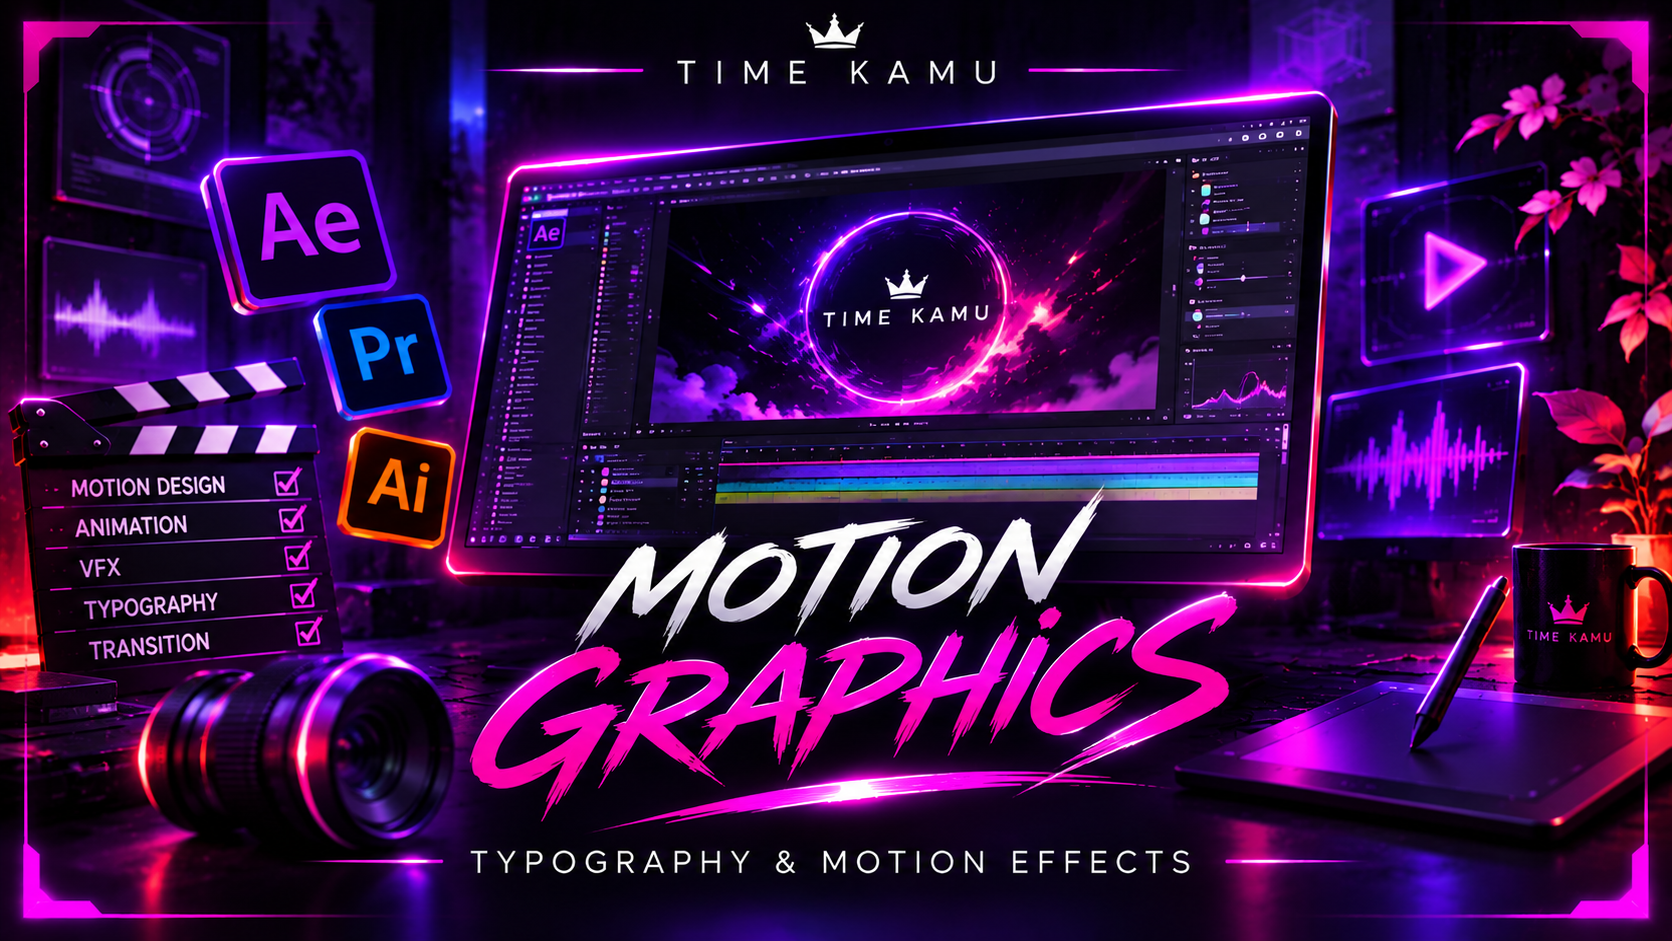 TIME KAMU
Ae
Pr
Ai
Ae
TIME KAMU
MOTION DESIGN
ANIMATION
VFX
TYPOGRAPHY
TRANSITION
MOTION
GRAPHiCS
TIME KAMU
TYPOGRAPHY & MOTION EFFECTS